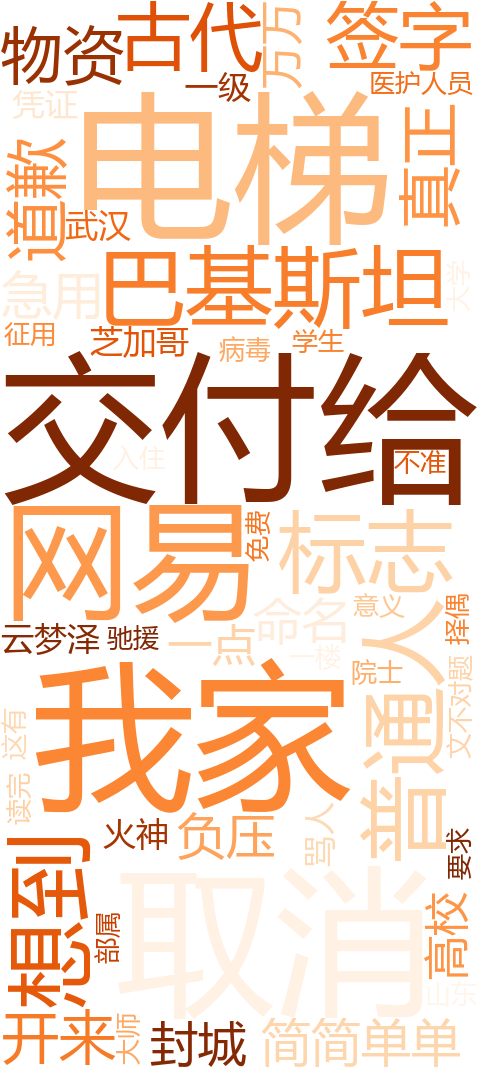 古代
万万
签字
物资
一级
医护人员
凭证
电梯
真正
道歉
武汉
巴基斯坦
急用
大学
征用
芝加哥
病毒
学生
交付给
入住
不准
网易
免费
标志
命名
意义
择偶
云梦泽
驰援
一点
一楼
院士
普通人
文不对题
我家
这有
读完
火神
负压
骂人
要求
想到
部属
取消
高校
山东
开来
大师
封城
简简单单